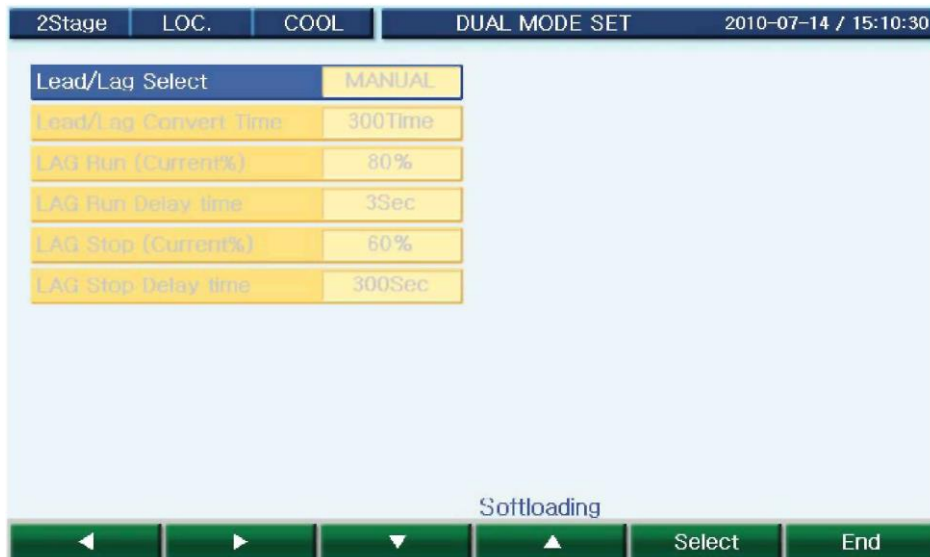 2Stage LOC. COOL DUAL MODE SET 2010-07-14 / 15:10:30
Lead/Lag Select MANUAL
Lead/Lag Convert Time 300Time
LAG Run (Current%) 80%
LAG Run Delay time 3Sec
LAG Stop (Current%) 60%
LAG Stop Delay time 300Sec
Softloading
Select End